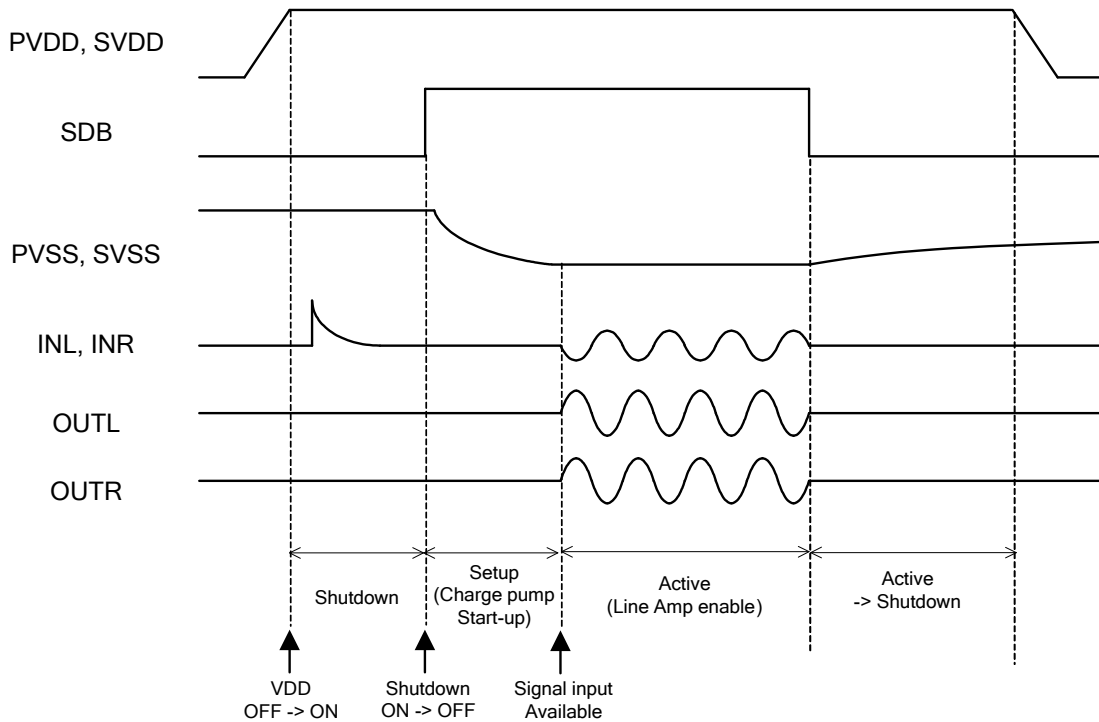 PVDD, SVDD
SDB
PVSS, SVSS
INL, INR
OUTL
OUTR
Shutdown
Setup
(Charge pump
Start-up)
Active
(Line Amp enable)
Active
-> Shutdown
VDD
OFF -> ON
Shutdown
ON -> OFF
Signal input
Available